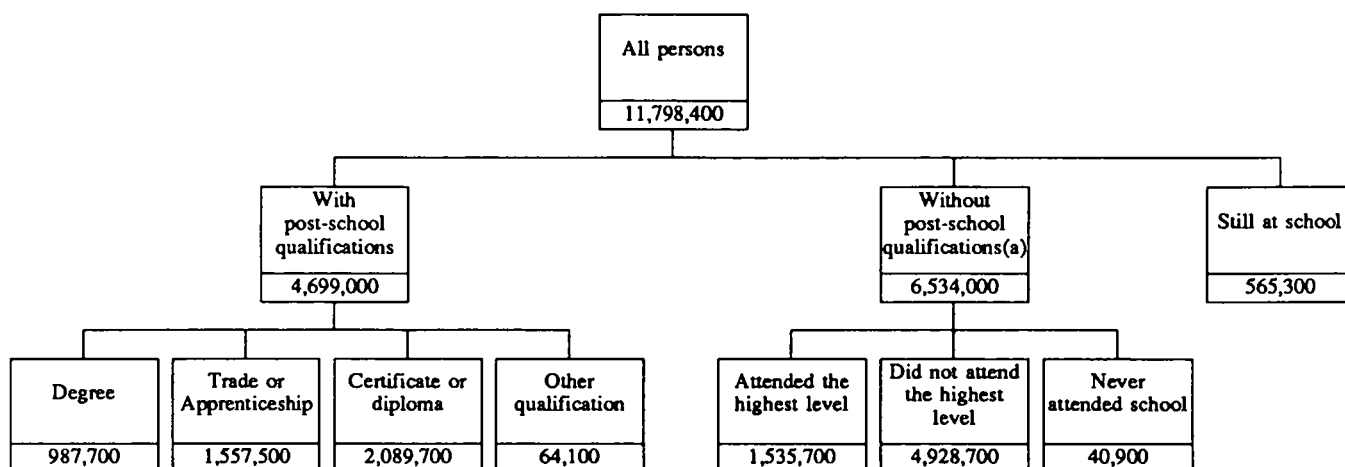 All persons
11,798,400
With
post-school
qualifications
4,699,000
Without
post-school
qualifications(a)
6,534,000
Still at school
565,300
Degree
987,700
Trade or
Apprenticeship
1,557,500
Certificate or
diploma
2,089,700
Other
qualification
64,100
Attended the
highest level
1,535,700
Did not attend
the highest
level
4,928,700
Never
attended school
40,900